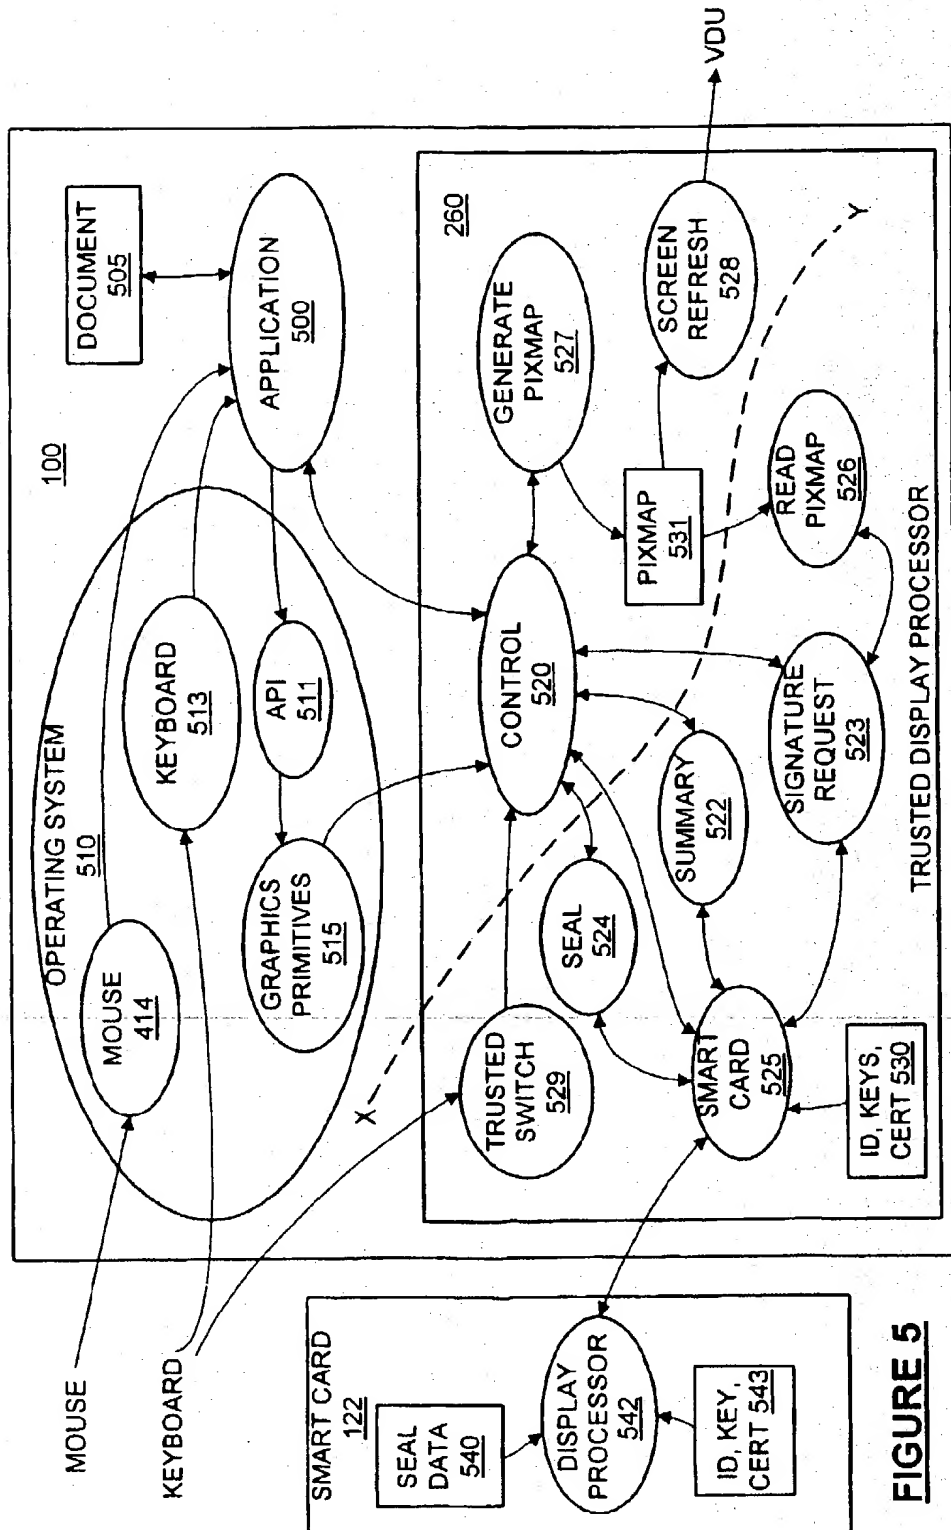 MOUSE
KEYBOARD
100
OPERATING SYSTEM
510
MOUSE
414
KEYBOARD
513
GRAPHICS
PRIMITIVES
515
API
511
APPLICATION
500
DOCUMENT
505
260
TRUSTED
SWITCH
529
CONTROL
520
GENERATE
PIXMAP
527
SEAL
524
PIXMAP
531
SCREEN
REFRESH
528
VDU
X
Y
SUMMARY
522
SMART
CARD
525
SIGNATURE
REQUEST
523
READ
PIXMAP
526
ID, KEYS,
CERT 530
TRUSTED DISPLAY PROCESSOR
SMART CARD
122
SEAL
DATA
540
DISPLAY
PROCESSOR
542
ID, KEY,
CERT 543
FIGURE 5